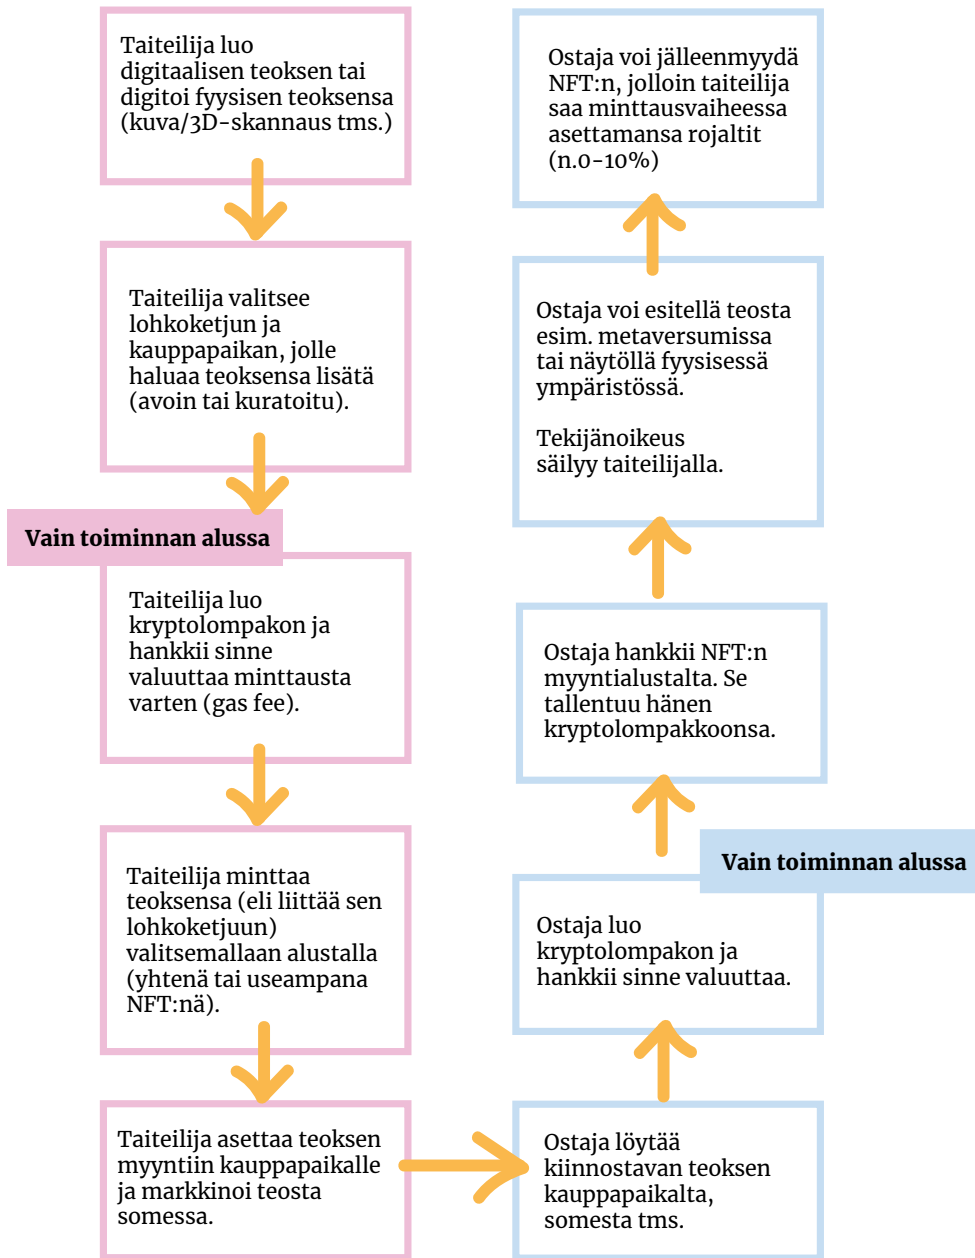 Taiteilija luo
digitaalisen teoksen tai
digitoi fyysisen teoksensa
(kuva/3D-skannaus tms.)
Taiteilija valitsee
lohkoketjun ja
kauppapaikan, jolle
haluaa teoksensa lisätä
(avoin tai kuratoitu).
Vain toiminnan alussa
Taiteilija luo
kryptolompakon ja
hankkii sinne
valuuttaa minttausta
varten (gas fee).
Taiteilija minttaa
teoksensa (eli liittää sen
lohkoketjuun)
valitsemallaan alustalla
(yhtenä tai useampana
NFT:nä).
Taiteilija asettaa teoksen
myyntiin kauppapaikalle
ja markkinoi teosta
somessa.
Ostaja löytää
kiinnostavan teoksen
kauppapaikalta,
somesta tms.
Vain toiminnan alussa
Ostaja luo
kryptolompakon ja
hankkii sinne valuuttaa.
Ostaja hankkii NFT:n
myyntialustalta. Se
tallentuu hänen
kryptolompakkoonsa.
Ostaja voi esitellä teosta
esim. metaversumissa
tai näytöllä fyysisessä
ympäristössä.
Tekijänoikeus
säilyy taiteilijalla.
Ostaja voi jälleenmyydä
NFT:n, jolloin taiteilija
saa minttausvaiheessa
asettamansa rojaltit
(n.0-10%)